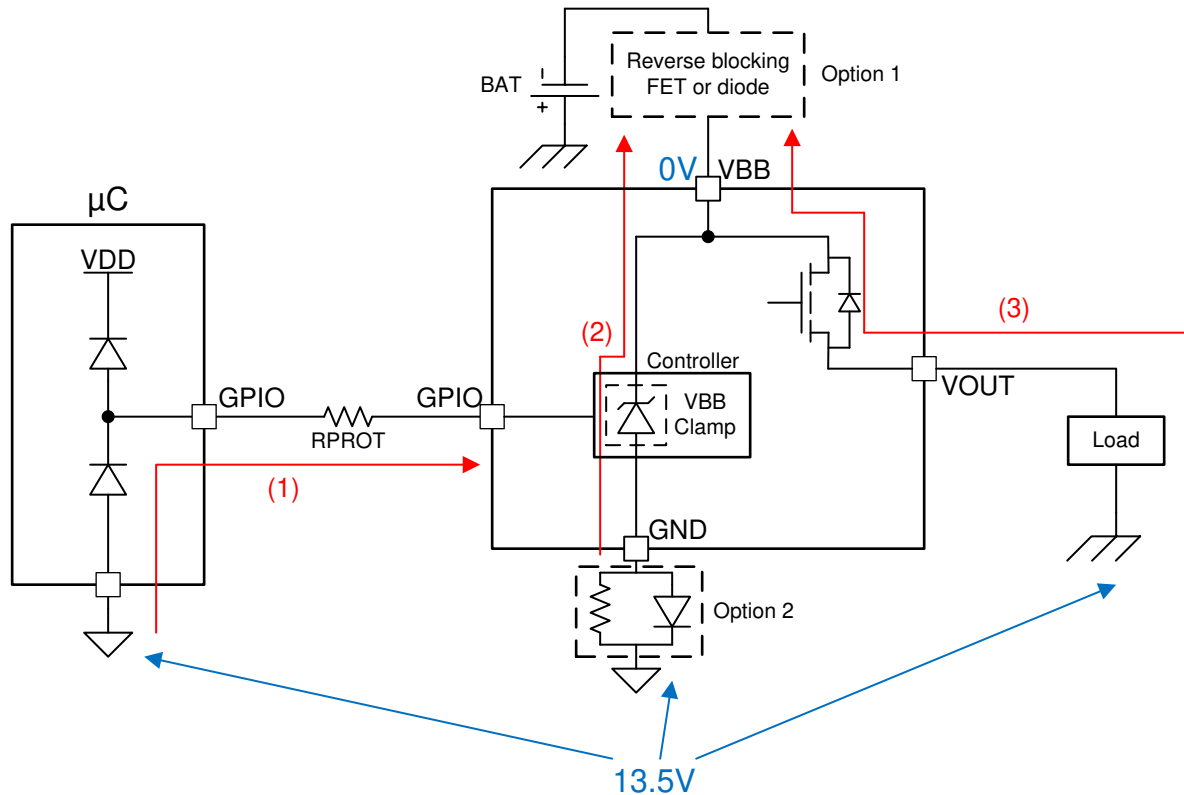 Reverse blocking
FET or diode
Option 1
BAT
-
+
0V
VBB
µC
VDD
(2)
(3)
Controller
GPIO
GPIO
VBB
Clamp
VOUT
RPROT
Load
(1)
GND
Option 2
13.5V